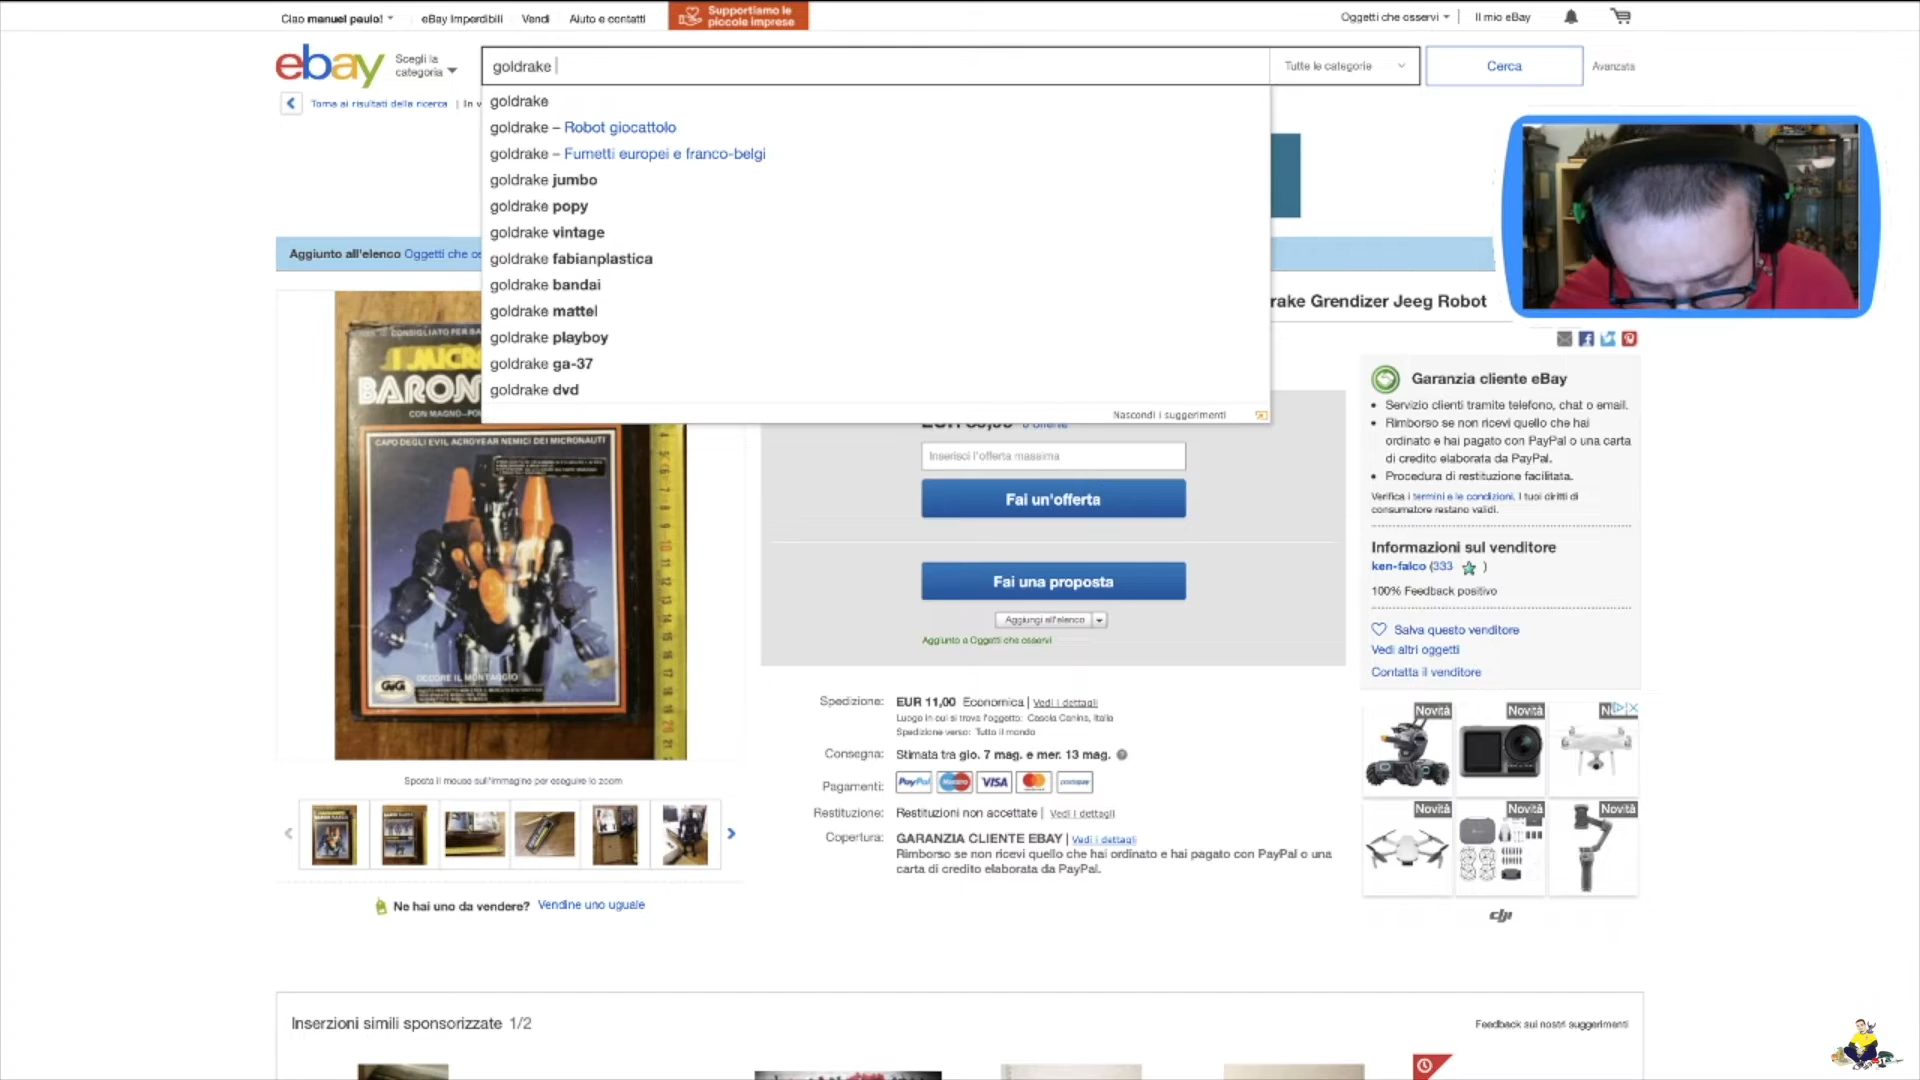 Ciao manuel paulo!
eBay Imperdibili
Vendi
Aiuto e contatti
Supportiamo le
piccole imprese
Oggetti che osservi
Il mio eBay
ebay
Scegli la
categoria
goldrake
Tutte le categorie
Cerca
Avanzata
Torna ai risultati della ricerca | In v
goldrake
goldrake – Robot giocattolo
goldrake – Fumetti europei e franco-belgi
goldrake jumbo
goldrake popy
goldrake vintage
goldrake fabianplastica
goldrake bandai
goldrake mattel
goldrake playboy
goldrake ga-37
goldrake dvd
Nascondi i suggerimenti
Aggiunto all'elenco Oggetti che os
rake Grendizer Jeeg Robot
CONSIGLIATO PER BA
I MICR
BARON
CON MAGNO-PO
CAPO DEGLI EVIL ACROYEAR NEMICI DEI MICRONAUTI
GiG
Inserisci l'offerta massima
Fai un'offerta
Fai una proposta
Aggiungi all'elenco
Aggiunto a Oggetti che osservi
Garanzia cliente eBay
Servizio clienti tramite telefono, chat o email.
Rimborso se non ricevi quello che hai
ordinato e hai pagato con PayPal o una carta
di credito elaborata da PayPal.
Procedura di restituzione facilitata.
Verifica i termini e le condizioni. I tuoi diritti di
consumatore restano validi.
Informazioni sul venditore
ken-falco (333 )
100% Feedback positivo
Salva questo venditore
Vedi altri oggetti
Contatta il venditore
Spedizione: EUR 11,00 Economica | Vedi i dettagli
Luogo in cui si trova l'oggetto: Cascia Canina, Italia
Spedizione verso: Tutto il mondo
Consegna: Stimata tra gio. 7 mag. e mer. 13 mag.
Pagamenti: PayPal Maestro VISA
Restituzione: Restituzioni non accettate | Vedi i dettagli
Copertura: GARANZIA CLIENTE EBAY | Vedi i dettagli
Rimborso se non ricevi quello che hai ordinato e hai pagato con PayPal o una
carta di credito elaborata da PayPal.
Sposta il mouse sull'immagine per eseguire lo zoom
Ne hai uno da vendere? Vendine uno uguale
Novità
Novità
Novità
Novità
Novità
dji
Inserzioni simili sponsorizzate 1/2
Feedback sui nostri suggerimenti